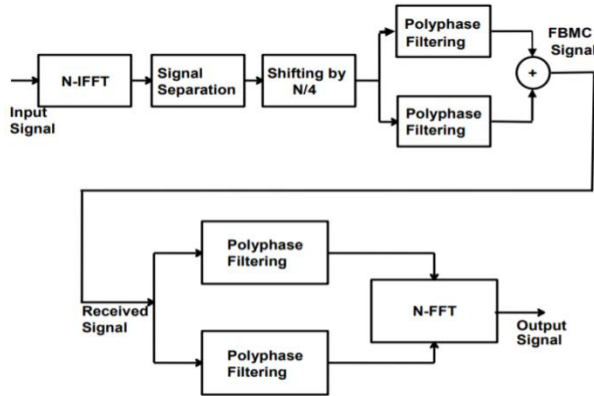 Input
Signal
N-IFFT
Signal
Separation
Shifting by
N/4
Polyphase
Filtering
Polyphase
Filtering
+
FBMC
Signal
Received
Signal
Polyphase
Filtering
Polyphase
Filtering
N-FFT
Output
Signal